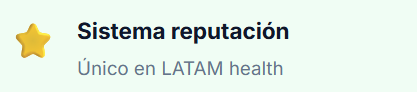 Sistema reputación
Único en LATAM health